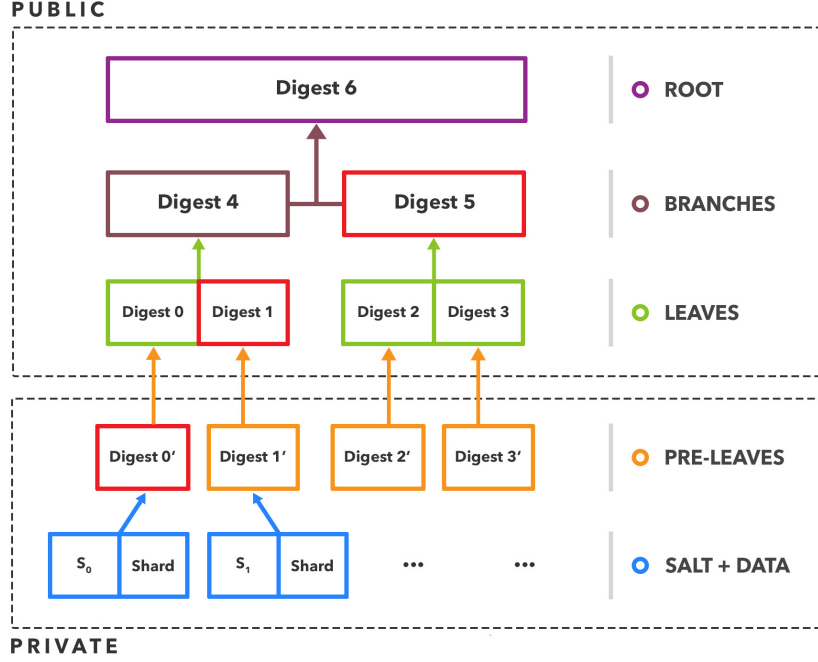 PUBLIC
Digest 6
ROOT
Digest 4
Digest 5
BRANCHES
Digest 0
Digest 1
Digest 2
Digest 3
LEAVES
Digest 0′
Digest 1′
Digest 2′
Digest 3′
PRE-LEAVES
S₀
Shard
S₁
Shard
...
...
SALT + DATA
PRIVATE